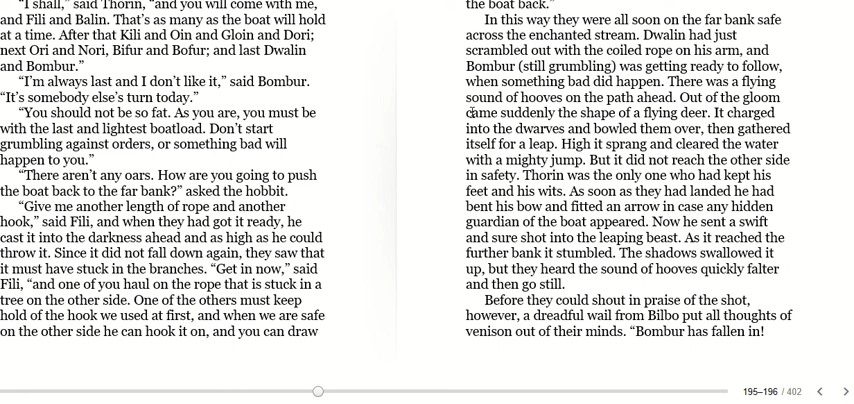 “I shall,” said Thorin, “and you will come with me,
and Fili and Balin. That’s as many as the boat will hold
at a time. After that Kili and Oin and Gloin and Dori;
next Ori and Nori, Bifur and Bofur; and last Dwalin
and Bombur.”
“I’m always last and I don’t like it,” said Bombur.
“It’s somebody else’s turn today.”
“You should not be so fat. As you are, you must be
with the last and lightest boatload. Don’t start
grumbling against orders, or something bad will
happen to you.”
“There aren’t any oars. How are you going to push
the boat back to the far bank?” asked the hobbit.
“Give me another length of rope and another
hook,” said Fili, and when they had got it ready, he
cast it into the darkness ahead and as high as he could
throw it. Since it did not fall down again, they saw that
it must have stuck in the branches. “Get in now,” said
Fili, “and one of you haul on the rope that is stuck in a
tree on the other side. One of the others must keep
hold of the hook we used at first, and when we are safe
on the other side he can hook it on, and you can draw
the boat back.”
In this way they were all soon on the far bank safe
across the enchanted stream. Dwalin had just
scrambled out with the coiled rope on his arm, and
Bombur (still grumbling) was getting ready to follow,
when something bad did happen. There was a flying
sound of hooves on the path ahead. Out of the gloom
came suddenly the shape of a flying deer. It charged
into the dwarves and bowled them over, then gathered
itself for a leap. High it sprang and cleared the water
with a mighty jump. But it did not reach the other side
in safety. Thorin was the only one who had kept his
feet and his wits. As soon as they had landed he had
bent his bow and fitted an arrow in case any hidden
guardian of the boat appeared. Now he sent a swift
and sure shot into the leaping beast. As it reached the
further bank it stumbled. The shadows swallowed it
up, but they heard the sound of hooves quickly falter
and then go still.
Before they could shout in praise of the shot,
however, a dreadful wail from Bilbo put all thoughts of
venison out of their minds. “Bombur has fallen in!
195–196 / 402